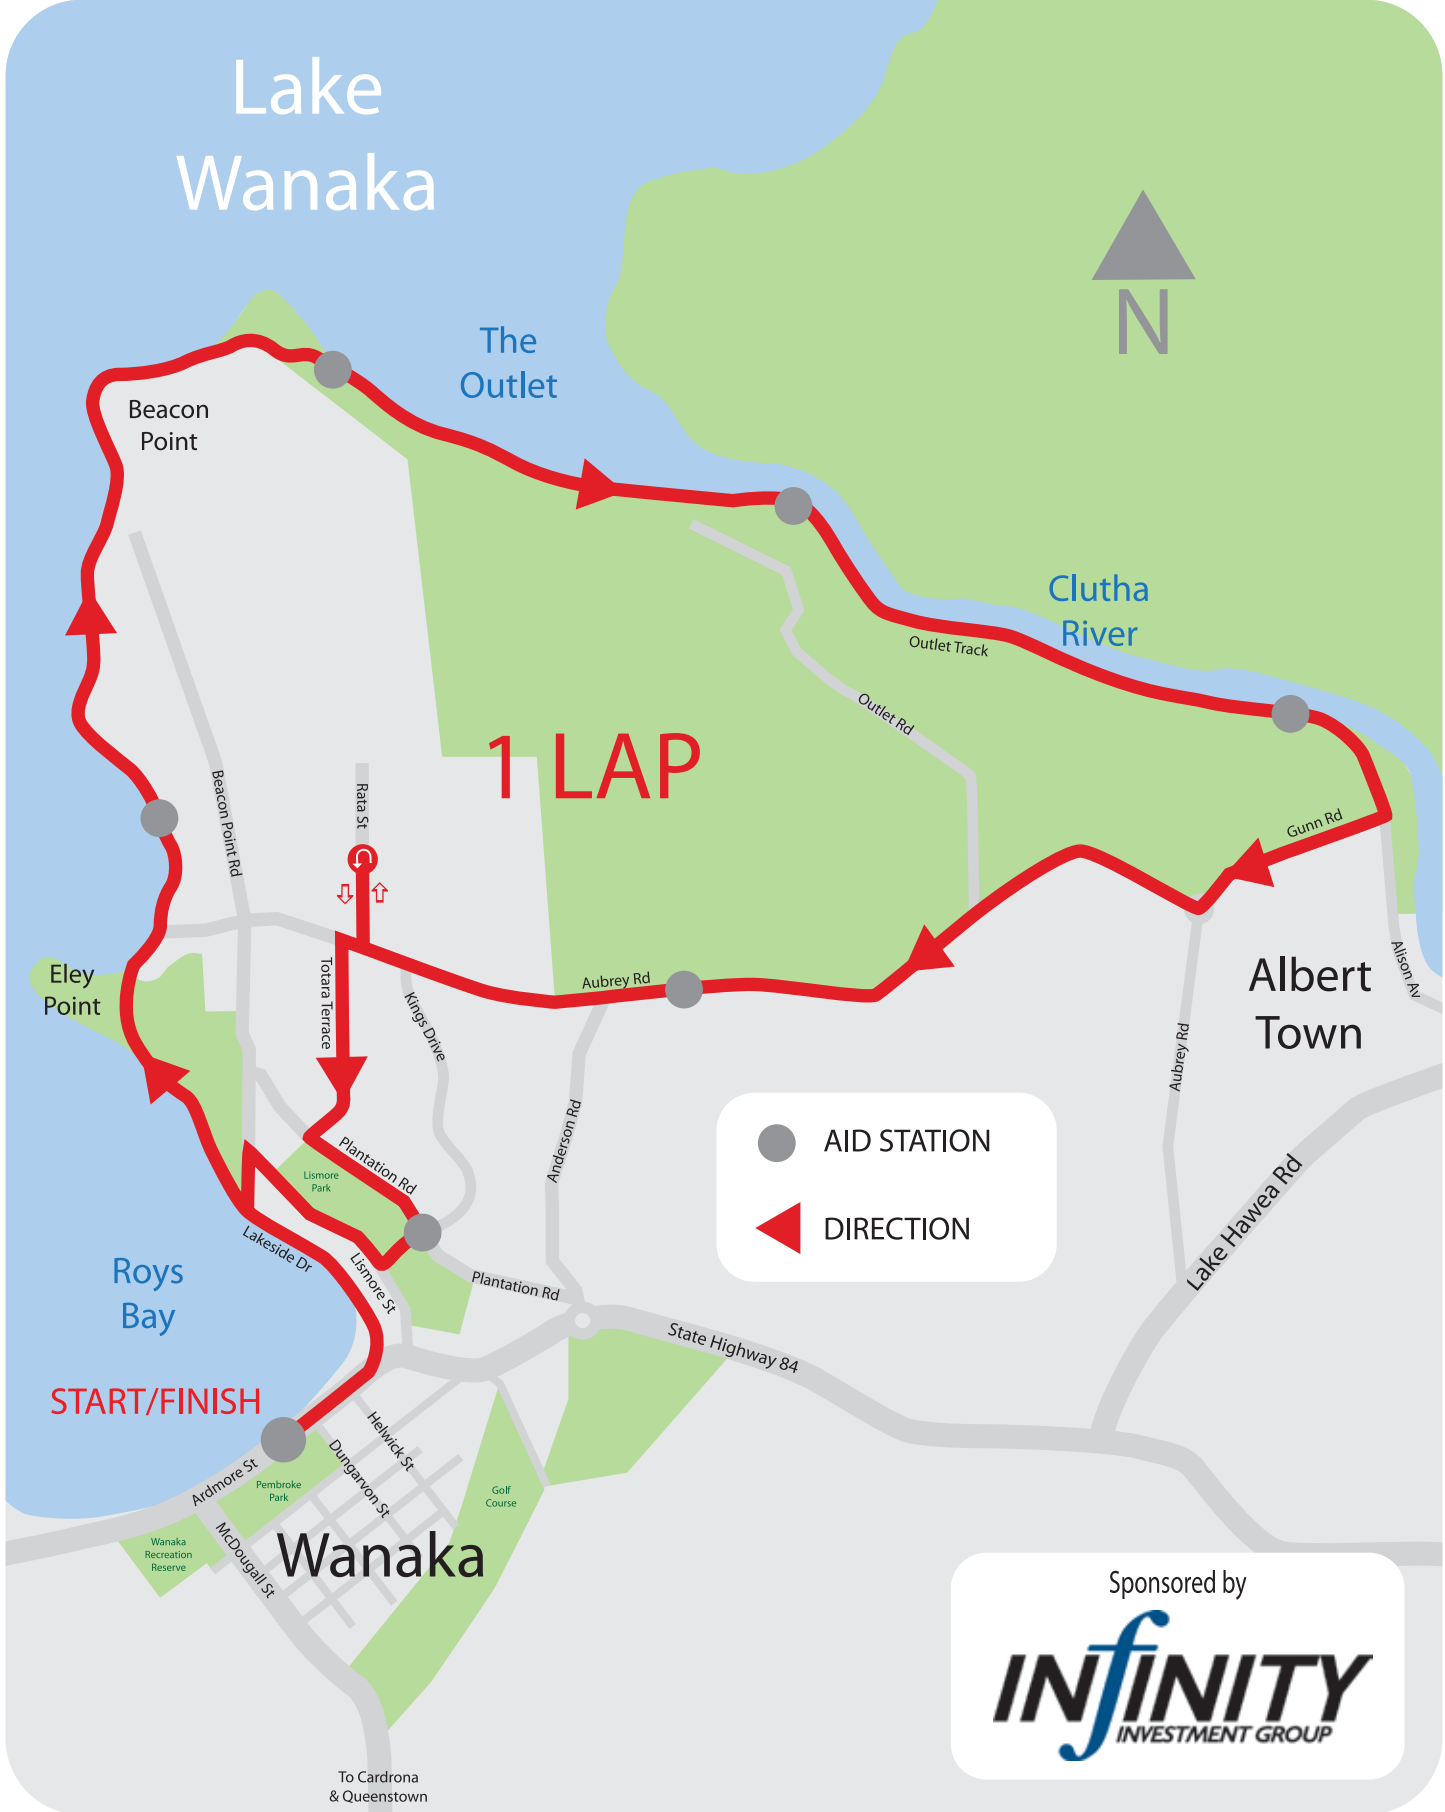 Lake
Wanaka
N
The
Outlet
Beacon
Point
Clutha
River
Outlet Track
Outlet Rd
1 LAP
Rata St
Beacon Point Rd
Gunn Rd
Eley
Point
Totara Terrace
Kings Drive
Aubrey Rd
Albert
Town
Alison Av
Aubrey Rd
Anderson Rd
AID STATION
DIRECTION
Plantation Rd
Lismore
Park
Lakeside Dr
Lismore St
Lake Hawea Rd
Roys
Bay
Plantation Rd
State Highway 84
START/FINISH
Helwick St
Dungarvon St
Ardmore St
Pembroke
Park
Golf
Course
McDougall St
Wanaka
Wanaka
Recreation
Reserve
Sponsored by
INFINITY
INVESTMENT GROUP
To Cardrona
& Queenstown